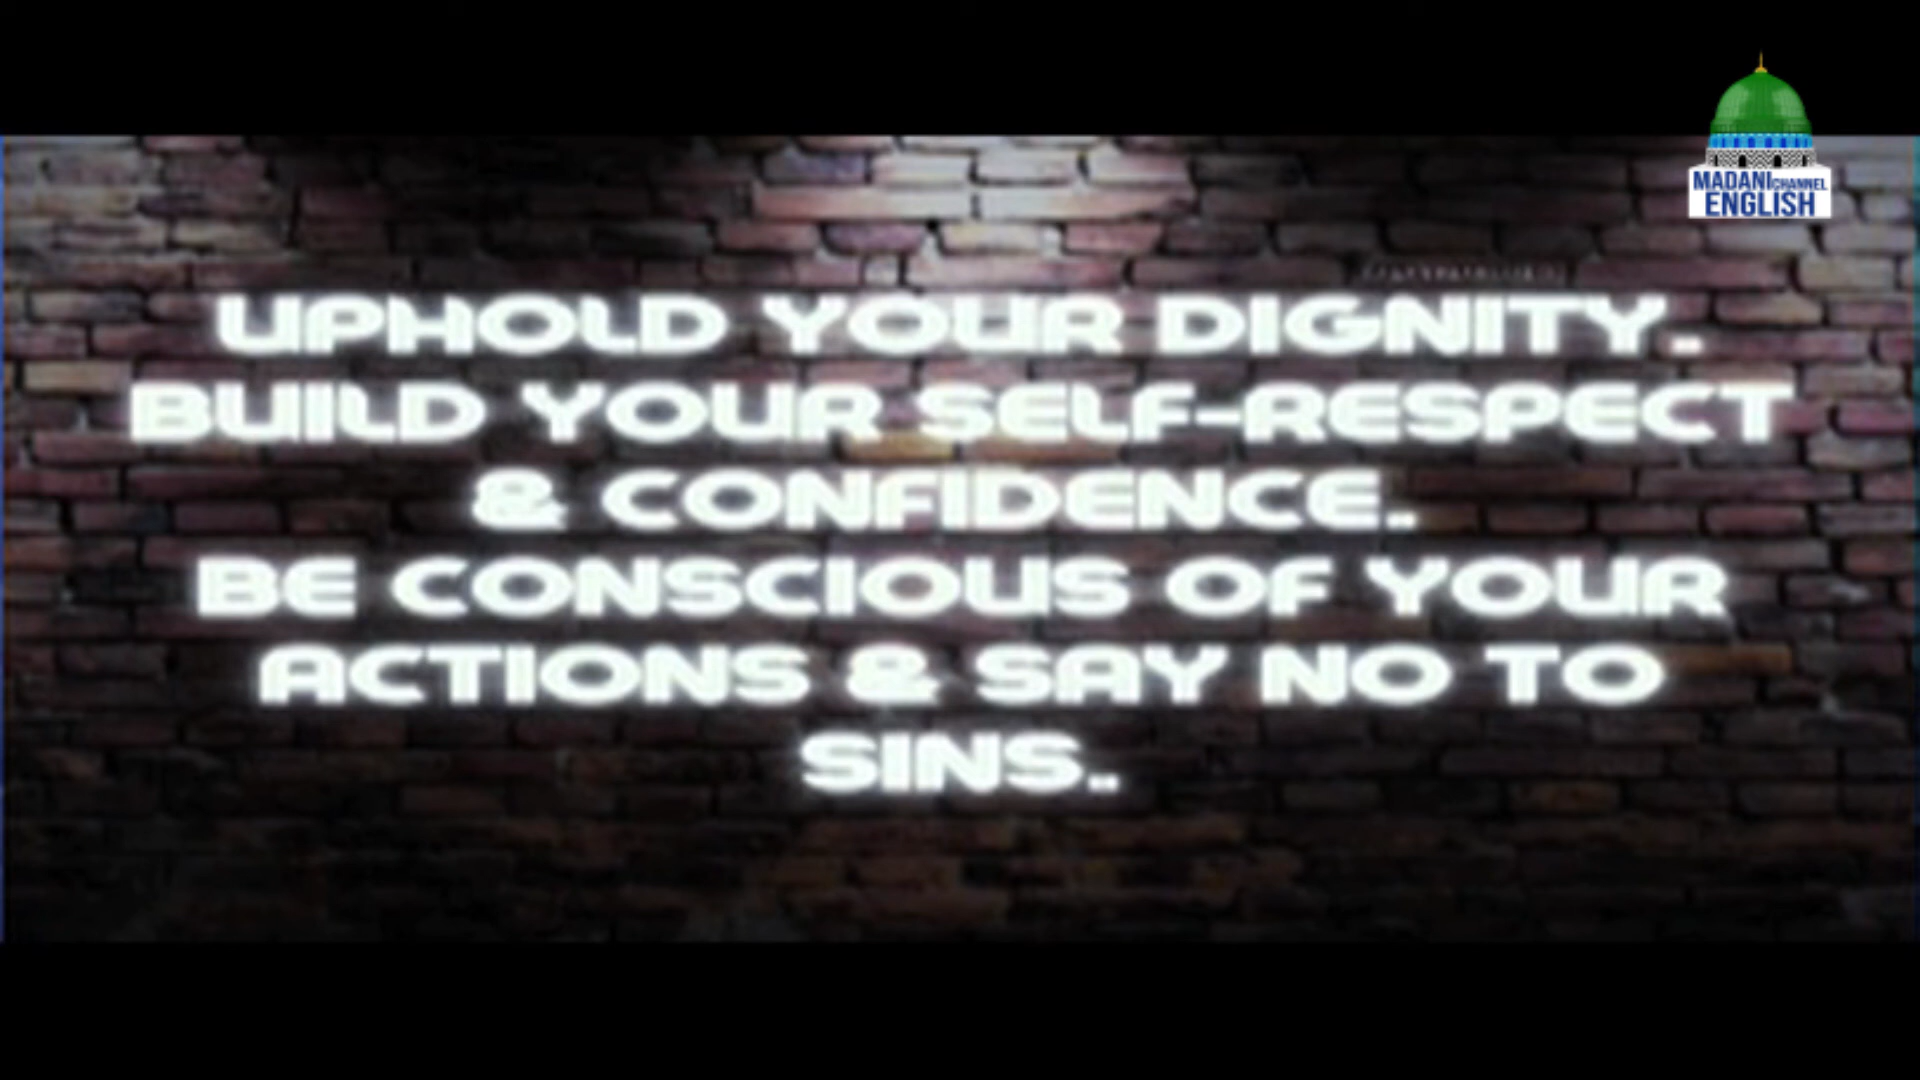 MADANI CHANNEL
ENGLISH
UPHOLD YOUR DIGNITY.
BUILD YOUR SELF-RESPECT
& CONFIDENCE.
BE CONSCIOUS OF YOUR
ACTIONS & SAY NO TO
SINS..